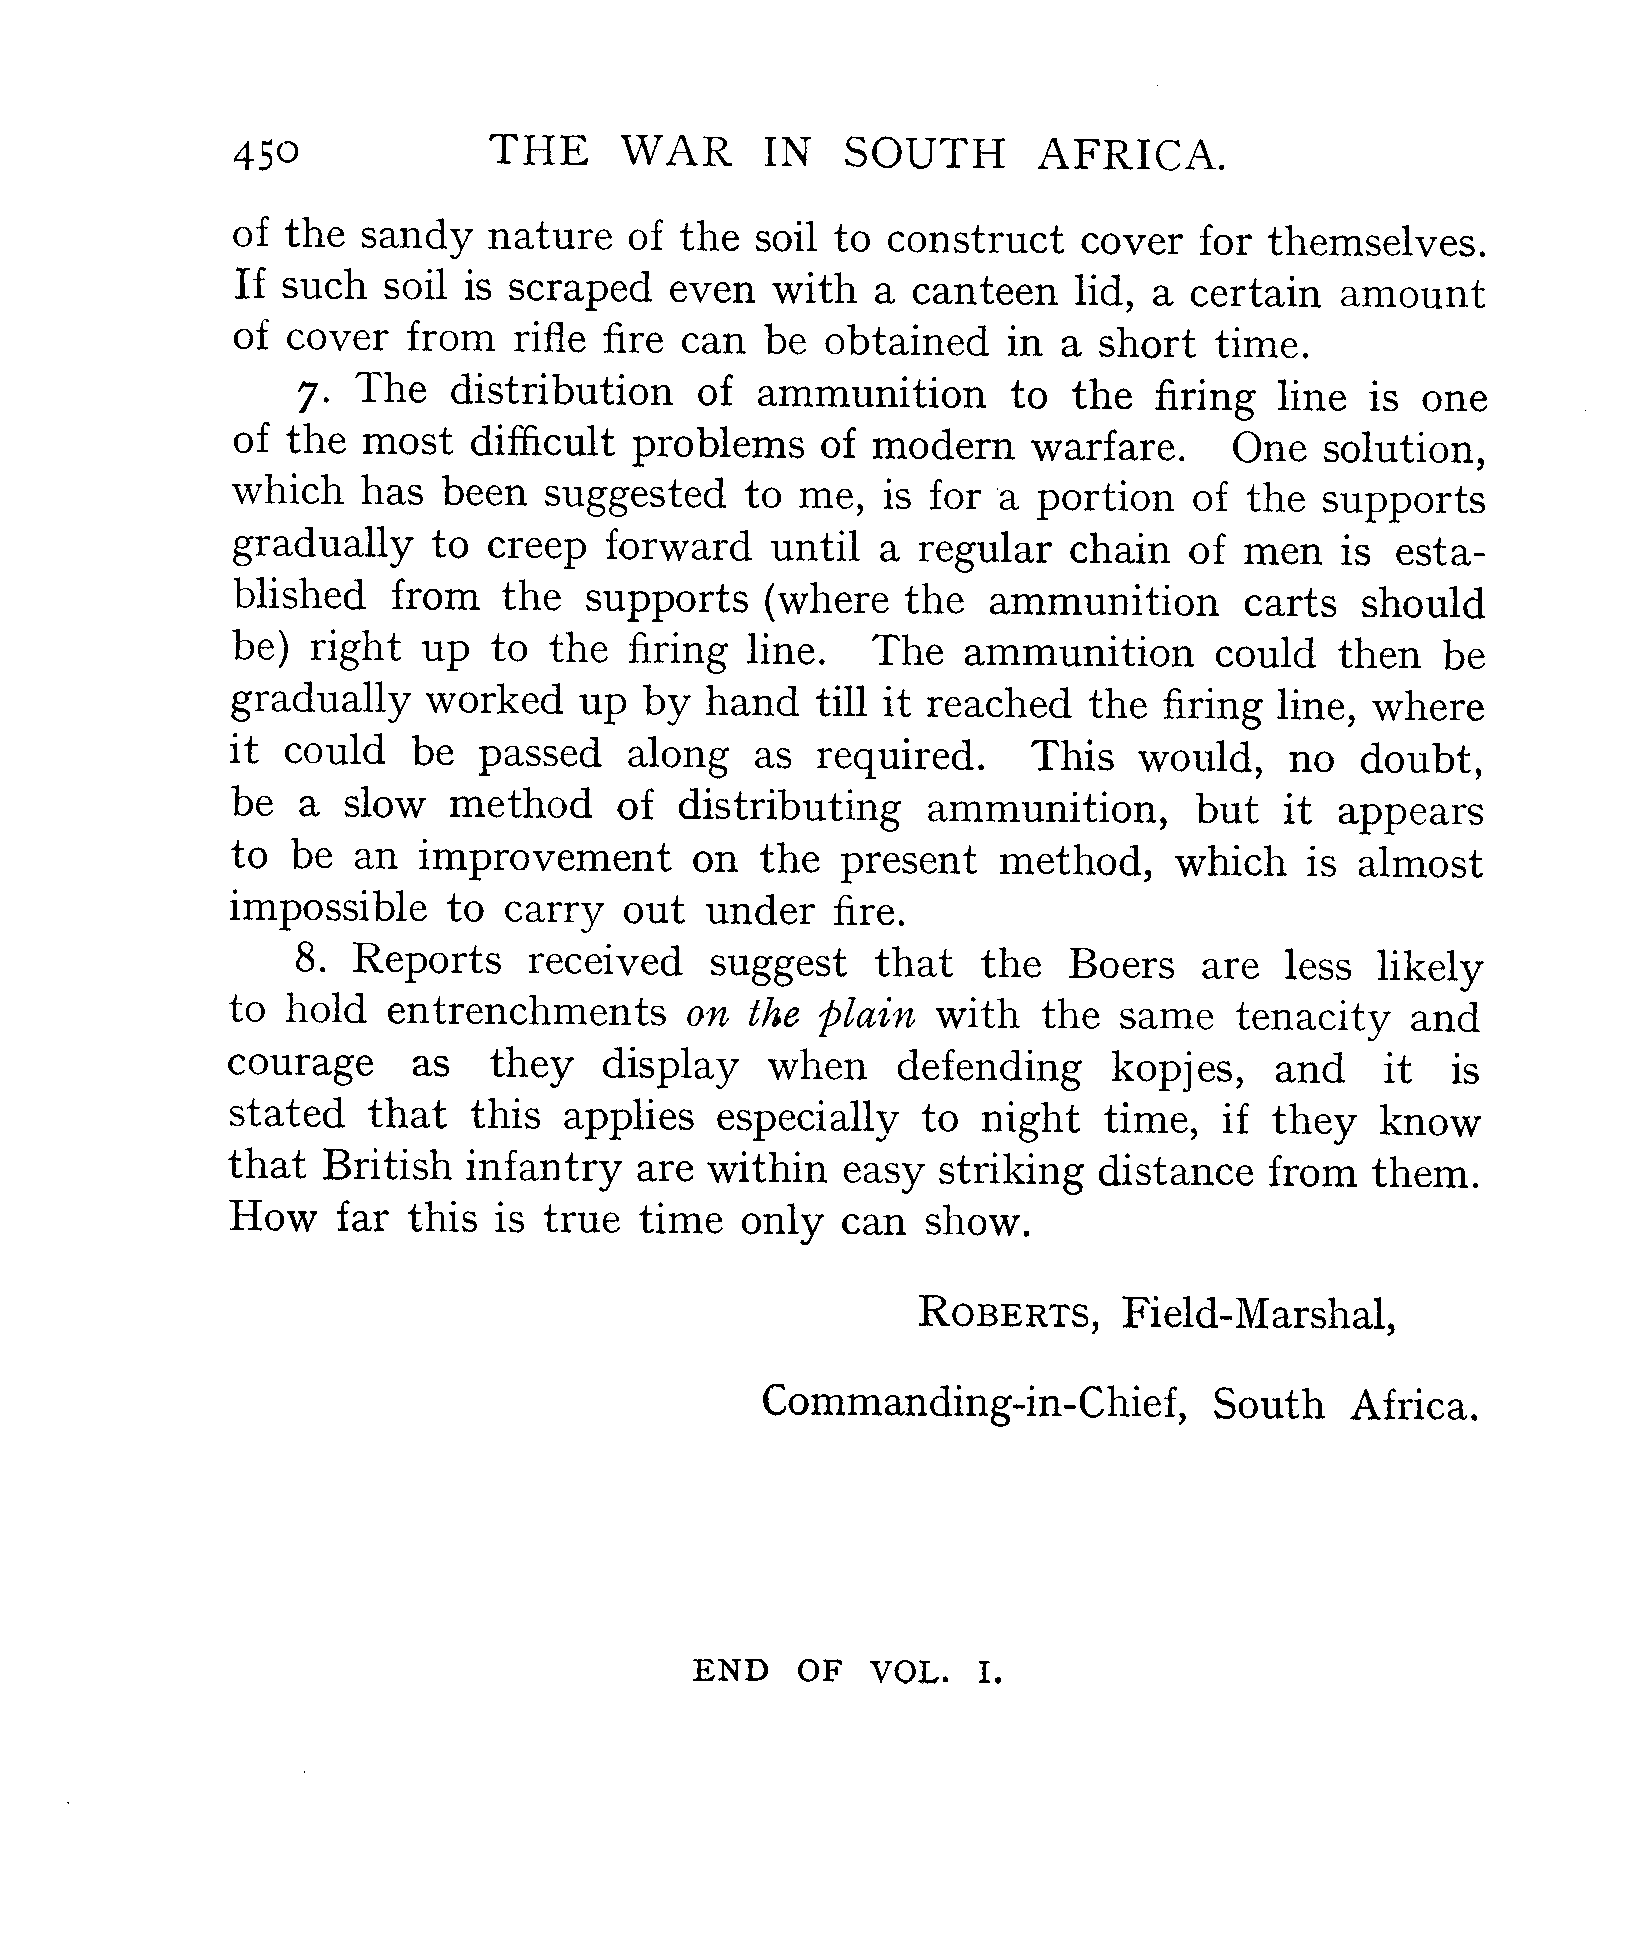 450 THE WAR IN SOUTH AFRICA.
of the sandy nature of the soil to construct cover for themselves.
If such soil is scraped even with a canteen lid, a certain amount
of cover from rifle fire can be obtained in a short time.
7. The distribution of ammunition to the firing line is one
of the most difficult problems of modern warfare. One solution,
which has been suggested to me, is for a portion of the supports
gradually to creep forward until a regular chain of men is esta-
blished from the supports (where the ammunition carts should
be) right up to the firing line. The ammunition could then be
gradually worked up by hand till it reached the firing line, where
it could be passed along as required. This would, no doubt,
be a slow method of distributing ammunition, but it appears
to be an improvement on the present method, which is almost
impossible to carry out under fire.
8. Reports received suggest that the Boers are less likely
to hold entrenchments on the plain with the same tenacity and
courage as they display when defending kopjes, and it is
stated that this applies especially to night time, if they know
that British infantry are within easy striking distance from them.
How far this is true time only can show.
ROBERTS, Field-Marshal,
Commanding-in-Chief, South Africa.
END OF VOL. I.